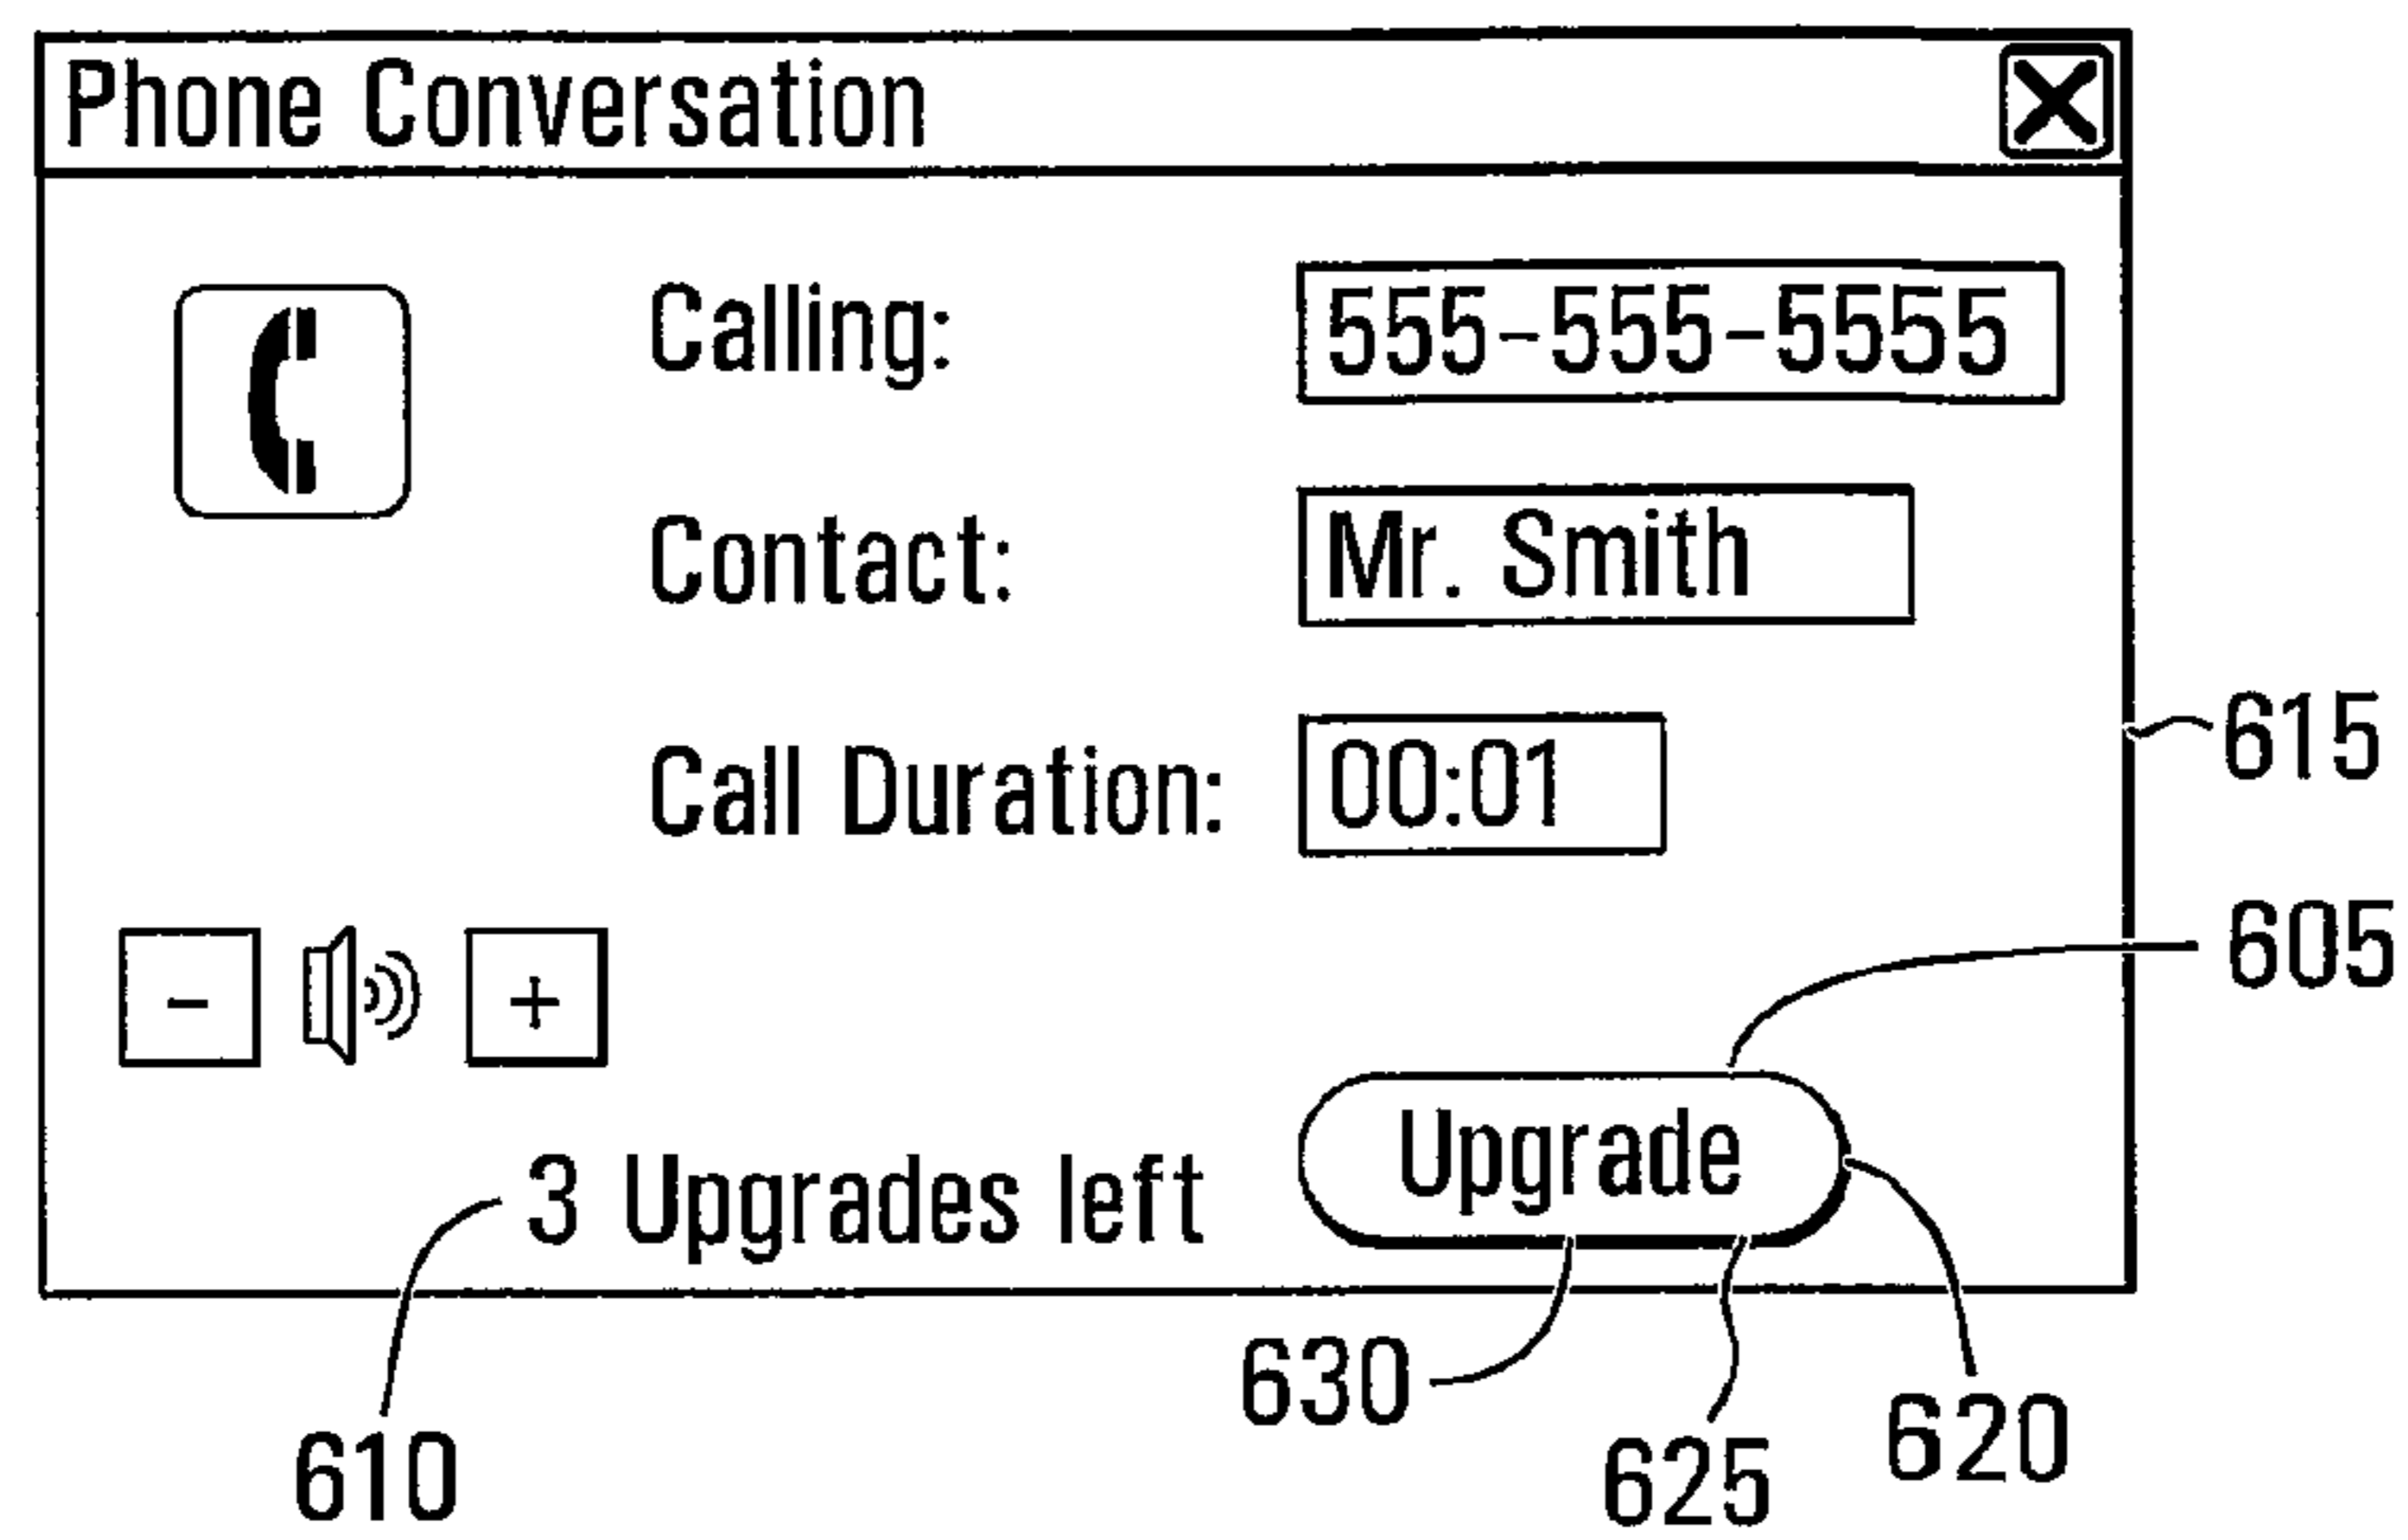 Phone Conversation
Calling: 555-555-5555
Contact: Mr. Smith
Call Duration: 00:01
615
605
- +
Upgrade
3 Upgrades left
630
620
610
625